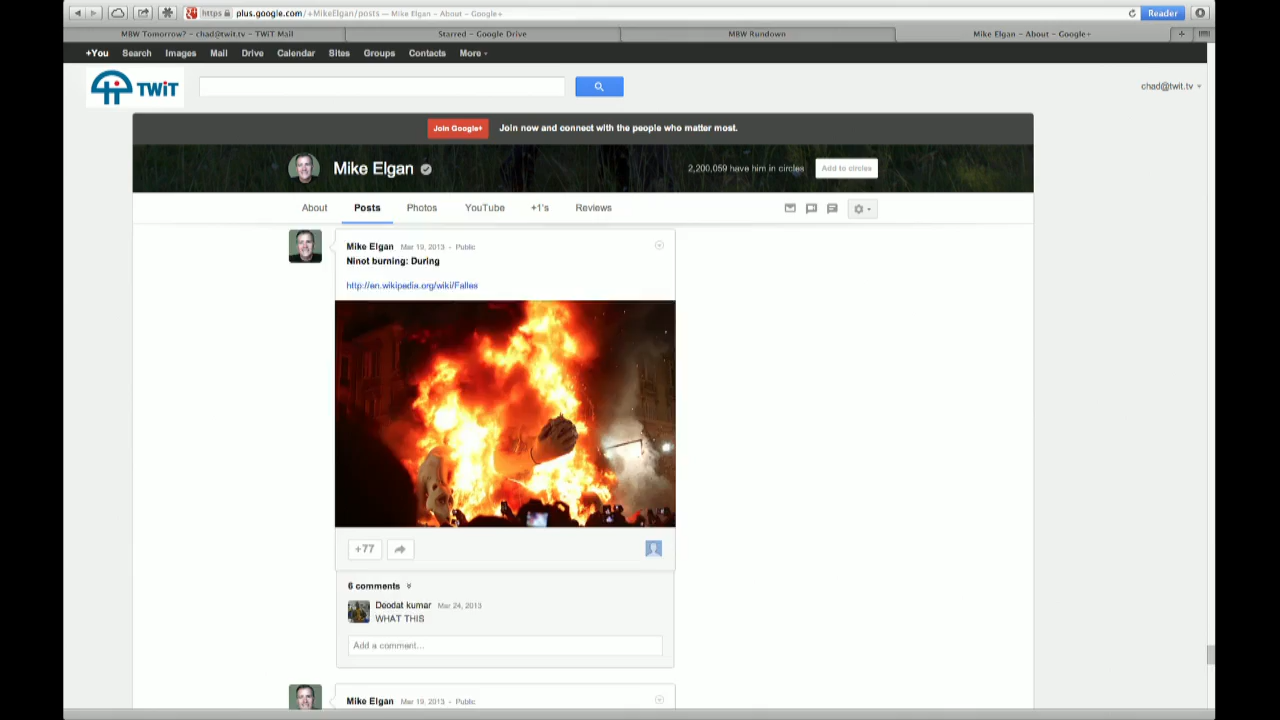 https plus.google.com/+MikeElgan/posts — Mike Elgan – About – Google+
Reader
MBW Tomorrow? – chad@twit.tv – TWiT Mail
Starred – Google Drive
MBW Rundown
Mike Elgan – About – Google+
+You Search Images Mail Drive Calendar Sites Groups Contacts More
TWiT
chad@twit.tv
Join Google+ Join now and connect with the people who matter most.
Mike Elgan
2,200,059 have him in circles
Add to circles
About Posts Photos YouTube +1's Reviews
Mike Elgan Mar 19, 2013 - Public
Ninot burning: During
http://en.wikipedia.org/wiki/Falles
+77
6 comments
Deodat kumar Mar 24, 2013
WHAT THIS
Add a comment...
Mike Elgan Mar 19, 2013 - Public